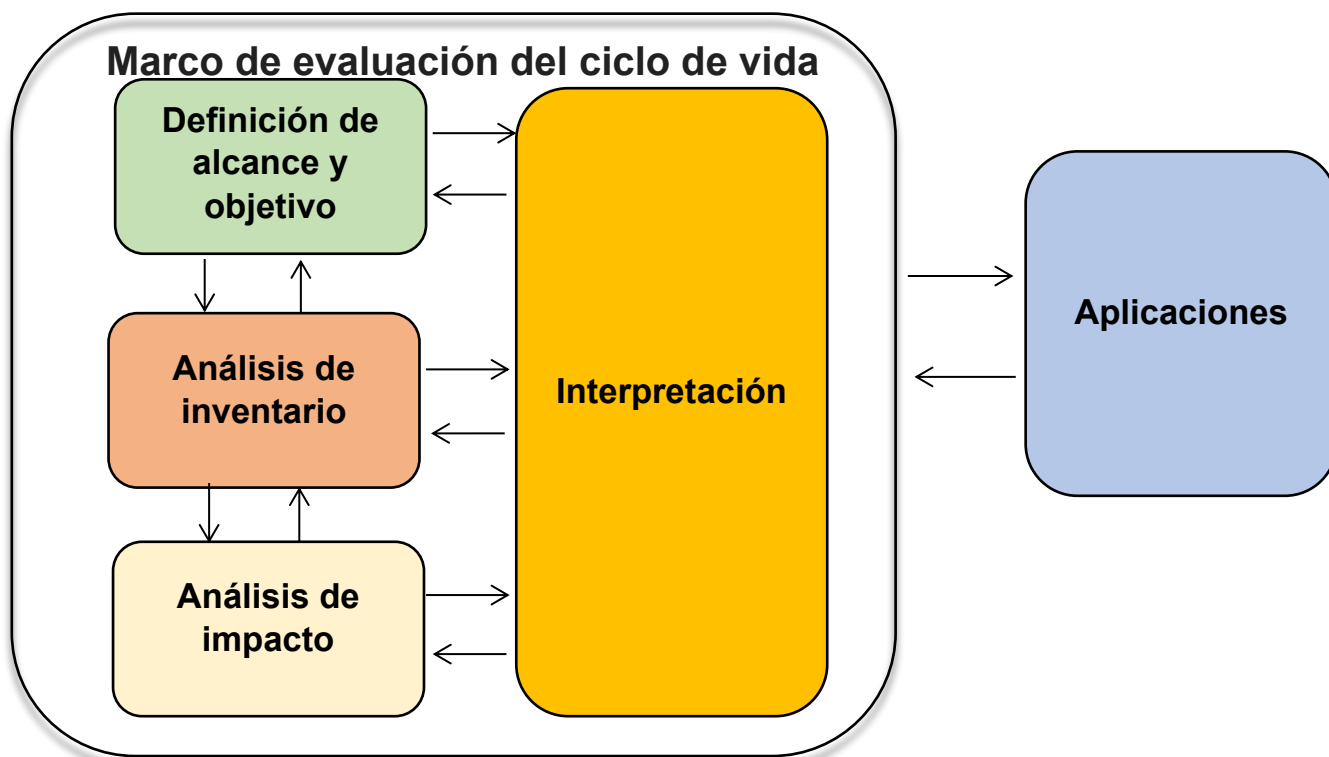 Marco de evaluación del ciclo de vida
Definición de
alcance y
objetivo
Análisis de
inventario
Análisis de
impacto
Interpretación
Aplicaciones